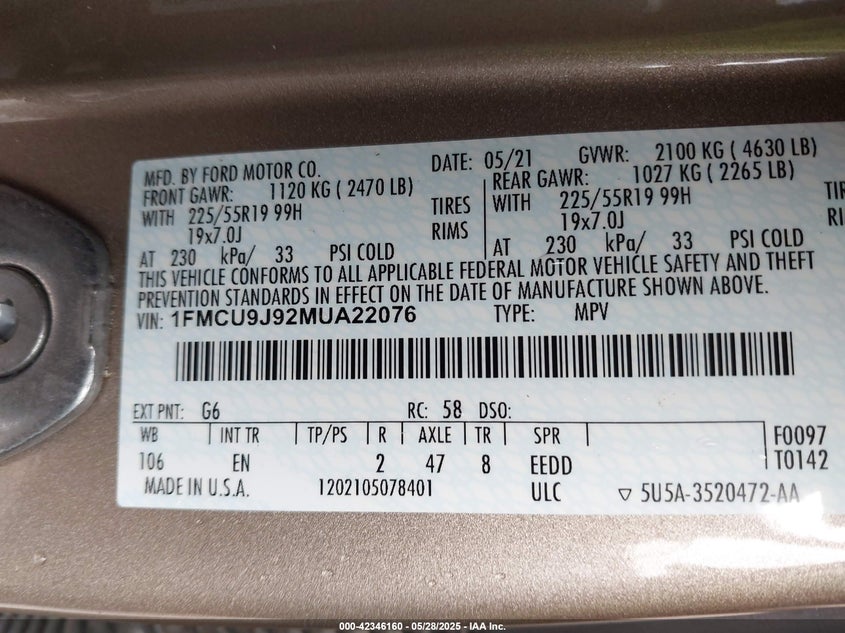 MFD. BY FORD MOTOR CO. DATE: 05/21 GVWR: 2100 KG ( 4630 LB)
FRONT GAWR: 1120 KG ( 2470 LB) REAR GAWR: 1027 KG ( 2265 LB)
WITH 225/55R19 99H TIRES WITH 225/55R19 99H TIR
19x7.0J RIMS 19x7.0J RI
AT 230 kPa/ 33 PSI COLD AT 230 kPa/ 33 PSI COLD
THIS VEHICLE CONFORMS TO ALL APPLICABLE FEDERAL MOTOR VEHICLE SAFETY AND THEFT
PREVENTION STANDARDS IN EFFECT ON THE DATE OF MANUFACTURE SHOWN ABOVE.
VIN: 1FMCU9J92MUA22076 TYPE: MPV
EXT PNT: G6 RC: 58 DSO:
WB INT TR TP/PS R AXLE TR SPR F0097
106 EN 2 47 8 EEDD T0142
MADE IN U.S.A. 1202105078401 ULC ▽ 5U5A-3520472-AA
000-42346160 - 05/28/2025 - IAA Inc.